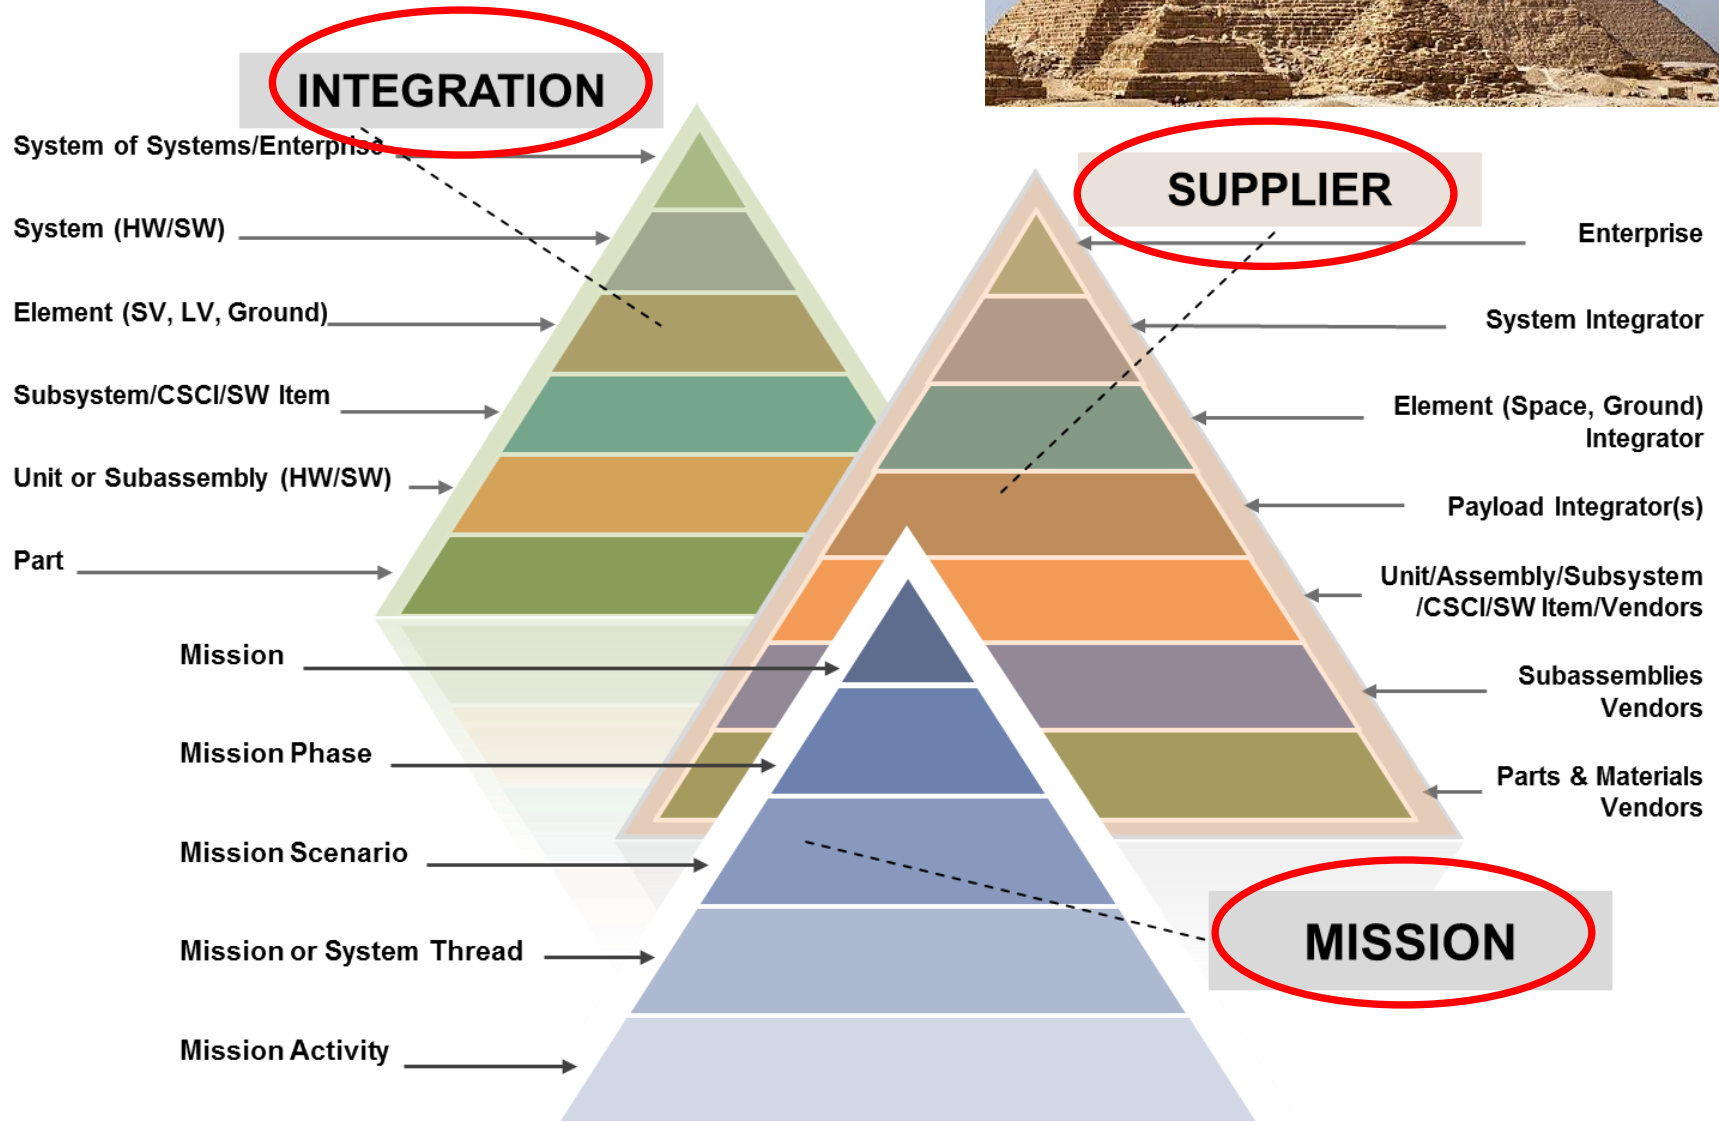 INTEGRATION
System of Systems/Enterprise
System (HW/SW)
Element (SV, LV, Ground)
Subsystem/CSCI/SW Item
Unit or Subassembly (HW/SW)
Part
SUPPLIER
Enterprise
System Integrator
Element (Space, Ground)
Integrator
Payload Integrator(s)
Unit/Assembly/Subsystem
/CSCI/SW Item/Vendors
Subassemblies
Vendors
Parts & Materials
Vendors
Mission
Mission Phase
Mission Scenario
Mission or System Thread
Mission Activity
MISSION